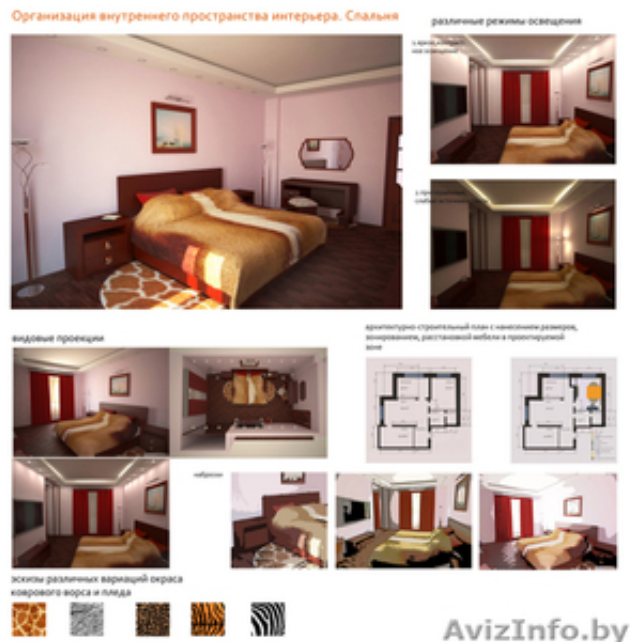 Организация внутреннего пространства интерьера. Спальня
различные режимы освещения
видовые проекции
архитектурно-строительный план с нанесением размеров,
зонированием, расстановкой мебели в проектируемой
зоне
наброски
эскизы различных вариаций окраса
коврового ворса и пледа
AvizInfo.by